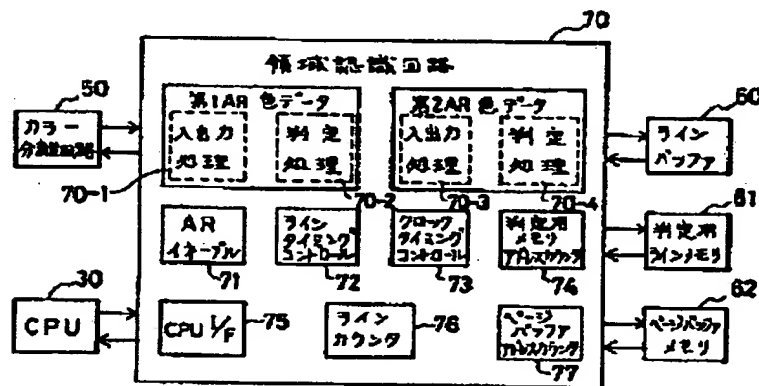 70
領域認識回路
50
カラー
分離回路
第1AR 色データ
入出力
処理
判定
処理
第2AR 色データ
入出力
処理
判定
処理
60
ライン
バッファ
70-1
70-2
70-3
70-4
AR
イネーブル
71
ライン
タイミング
コントロール
72
クロック
タイミング
コントロール
73
判定用
メモリ
アドレスカウンタ
74
61
判定用
ラインメモリ
30
CPU
CPU I/F
75
ライン
カウンタ
76
ページ
バッファ
アドレスカウンタ
77
62
ページバッファ
メモリ